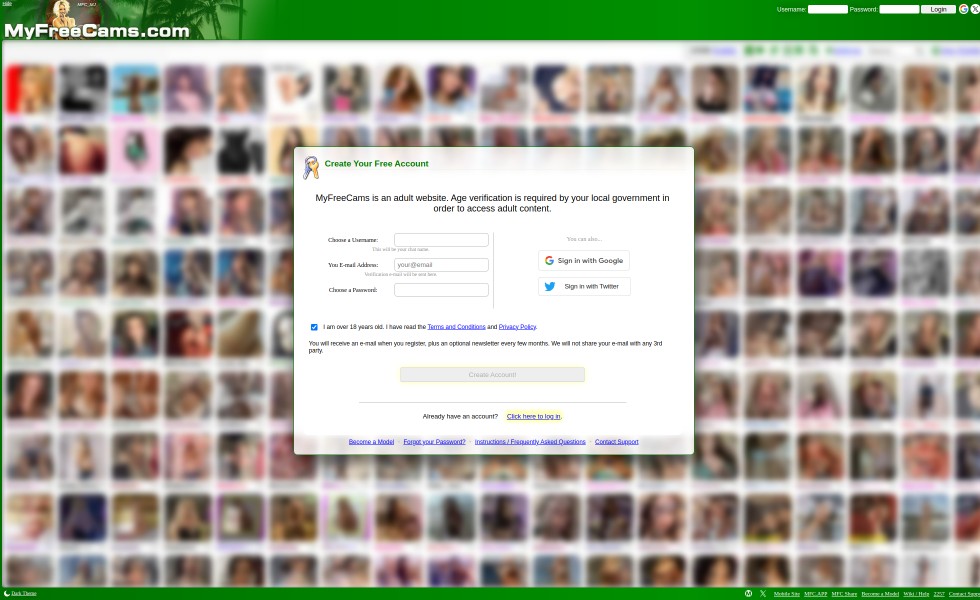 Username: Password: Login
MyFreeCams.com
Create Your Free Account
MyFreeCams is an adult website. Age verification is required by your local government in
order to access adult content.
Choose a Username:
This will be your chat name.
You E-mail Address: your@email
Verification e-mail will be sent here.
Choose a Password:
You can also...
Sign in with Google
Sign in with Twitter
I am over 18 years old. I have read the Terms and Conditions and Privacy Policy.
You will receive an e-mail when you register, plus an optional newsletter every few months. We will not share your e-mail with any 3rd
party.
Create Account!
Already have an account? Click here to log in.
Become a Model · Forgot your Password? · Instructions / Frequently Asked Questions · Contact Support
Dark Theme
Mobile Site MFC.APP MFC Share Become a Model Wiki / Help 2257 Contact